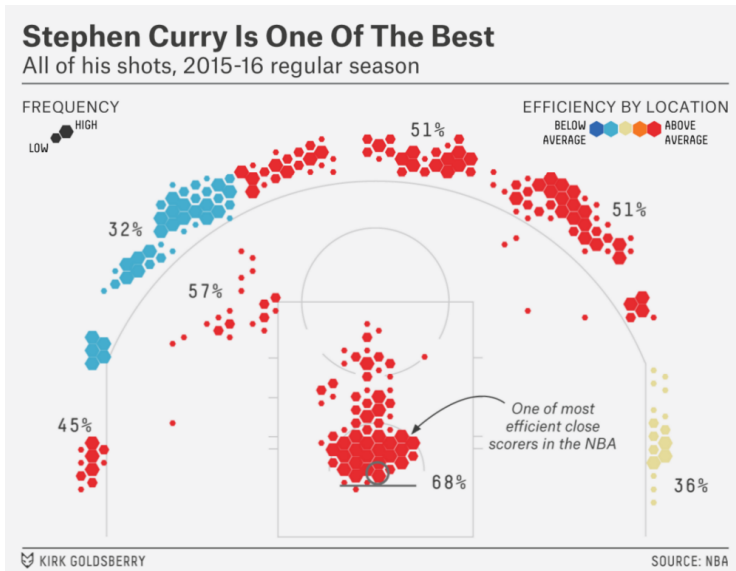 Stephen Curry Is One Of The Best
All of his shots, 2015-16 regular season
FREQUENCY
HIGH
LOW
EFFICIENCY BY LOCATION
BELOW
AVERAGE
ABOVE
AVERAGE
51%
51%
32%
57%
45%
One of most
efficient close
scorers in the NBA
68%
36%
KIRK GOLDSBERRY
SOURCE: NBA